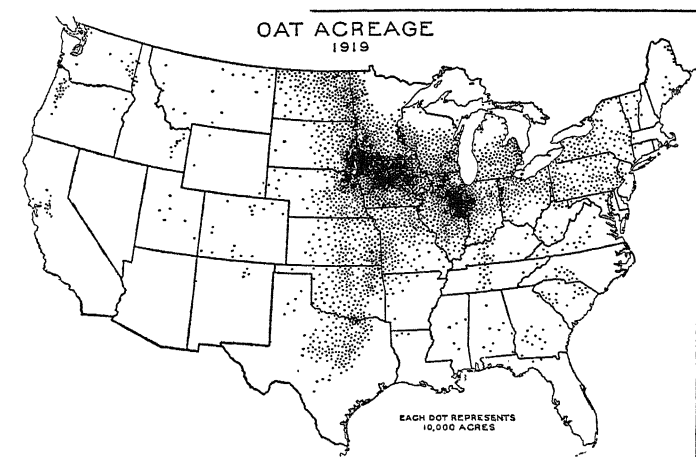 OAT ACREAGE
1919
EACH DOT REPRESENTS
10,000 ACRES